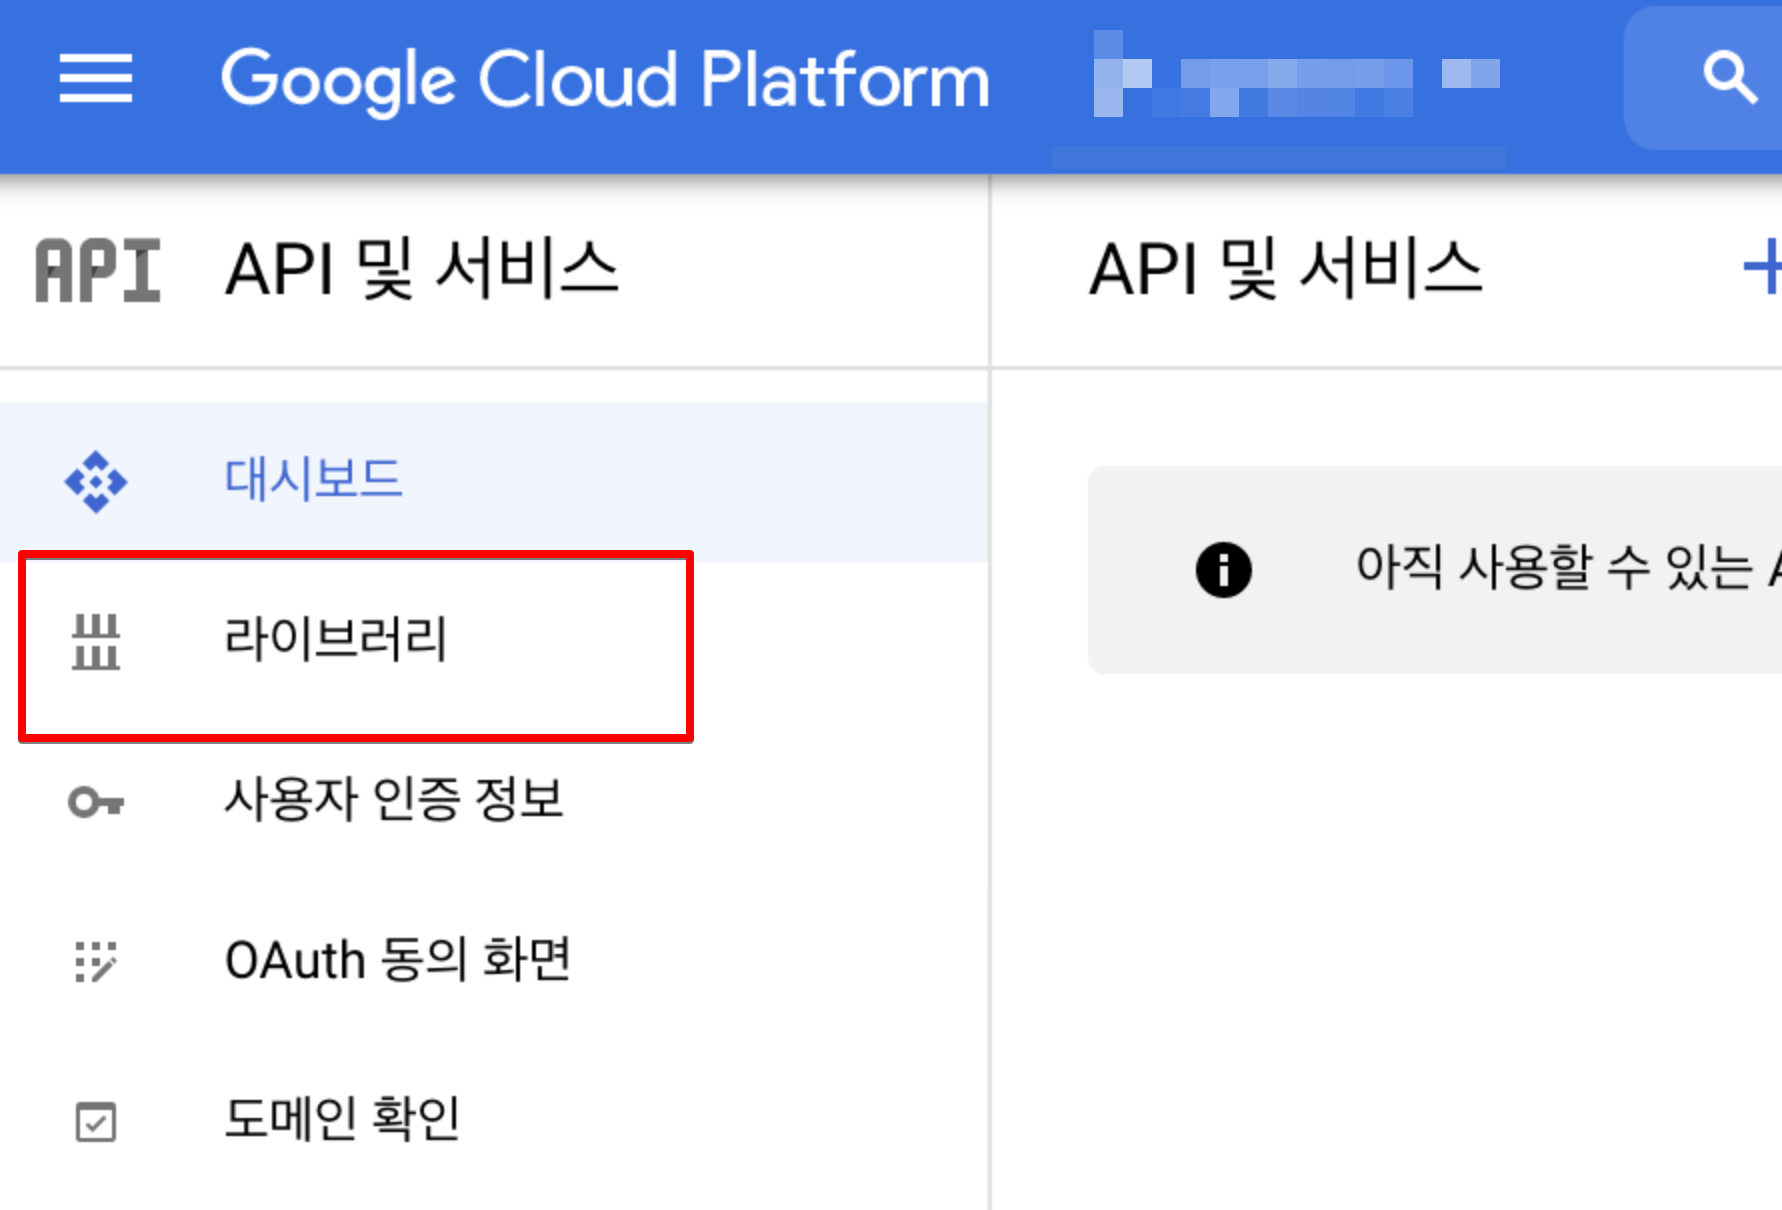 Google Cloud Platform
API API 및 서비스
API 및 서비스
대시보드
라이브러리
사용자 인증 정보
OAuth 동의 화면
도메인 확인
아직 사용할 수 있는